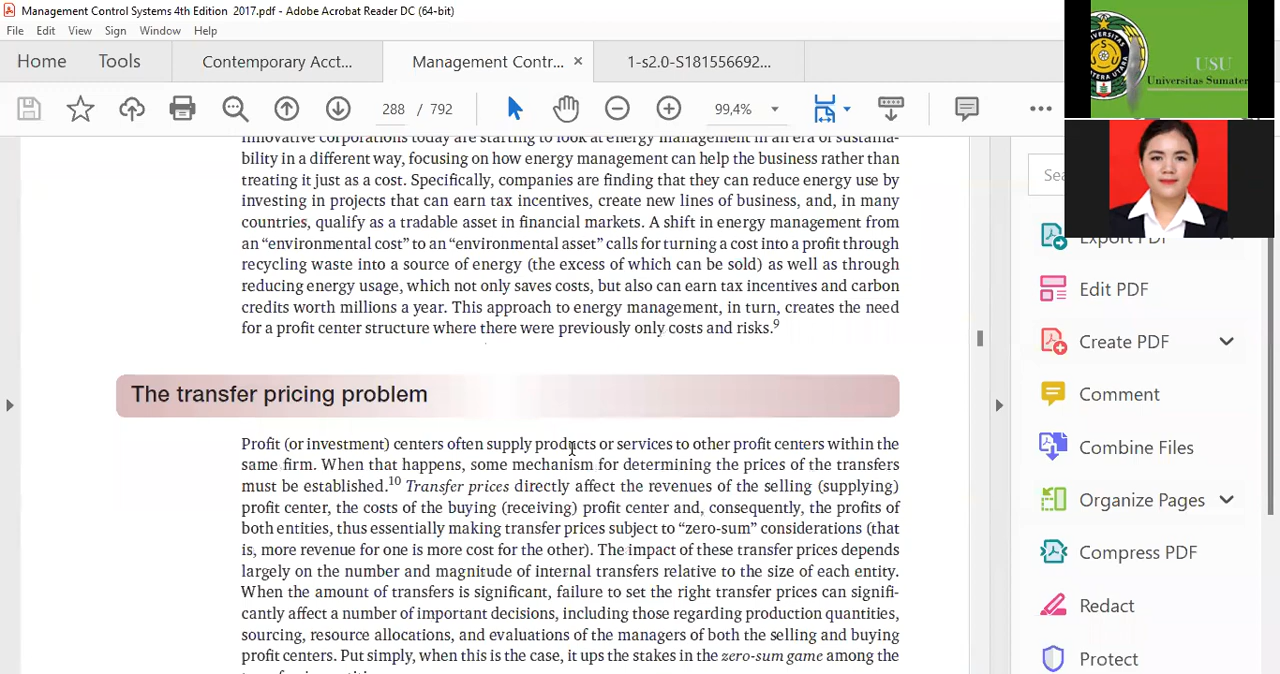 Management Control Systems 4th Edition 2017.pdf - Adobe Acrobat Reader DC (64-bit)
File Edit View Sign Window Help
Home Tools Contemporary Acct... Management Contr... × 1-s2.0-S181556692...
288 / 792 99,4%
USU
Universitas Sumater
innovative corporations today are starting to look at energy management in an era of sustaina-
bility in a different way, focusing on how energy management can help the business rather than
treating it just as a cost. Specifically, companies are finding that they can reduce energy use by
investing in projects that can earn tax incentives, create new lines of business, and, in many
countries, qualify as a tradable asset in financial markets. A shift in energy management from
an “environmental cost” to an “environmental asset” calls for turning a cost into a profit through
recycling waste into a source of energy (the excess of which can be sold) as well as through
reducing energy usage, which not only saves costs, but also can earn tax incentives and carbon
credits worth millions a year. This approach to energy management, in turn, creates the need
for a profit center structure where there were previously only costs and risks.9
The transfer pricing problem
Profit (or investment) centers often supply products or services to other profit centers within the
same firm. When that happens, some mechanism for determining the prices of the transfers
must be established.10 Transfer prices directly affect the revenues of the selling (supplying)
profit center, the costs of the buying (receiving) profit center and, consequently, the profits of
both entities, thus essentially making transfer prices subject to “zero-sum” considerations (that
is, more revenue for one is more cost for the other). The impact of these transfer prices depends
largely on the number and magnitude of internal transfers relative to the size of each entity.
When the amount of transfers is significant, failure to set the right transfer prices can signifi-
cantly affect a number of important decisions, including those regarding production quantities,
sourcing, resource allocations, and evaluations of the managers of both the selling and buying
profit centers. Put simply, when this is the case, it ups the stakes in the zero-sum game among the
Sea
Export PDF
Edit PDF
Create PDF
Comment
Combine Files
Organize Pages
Compress PDF
Redact
Protect